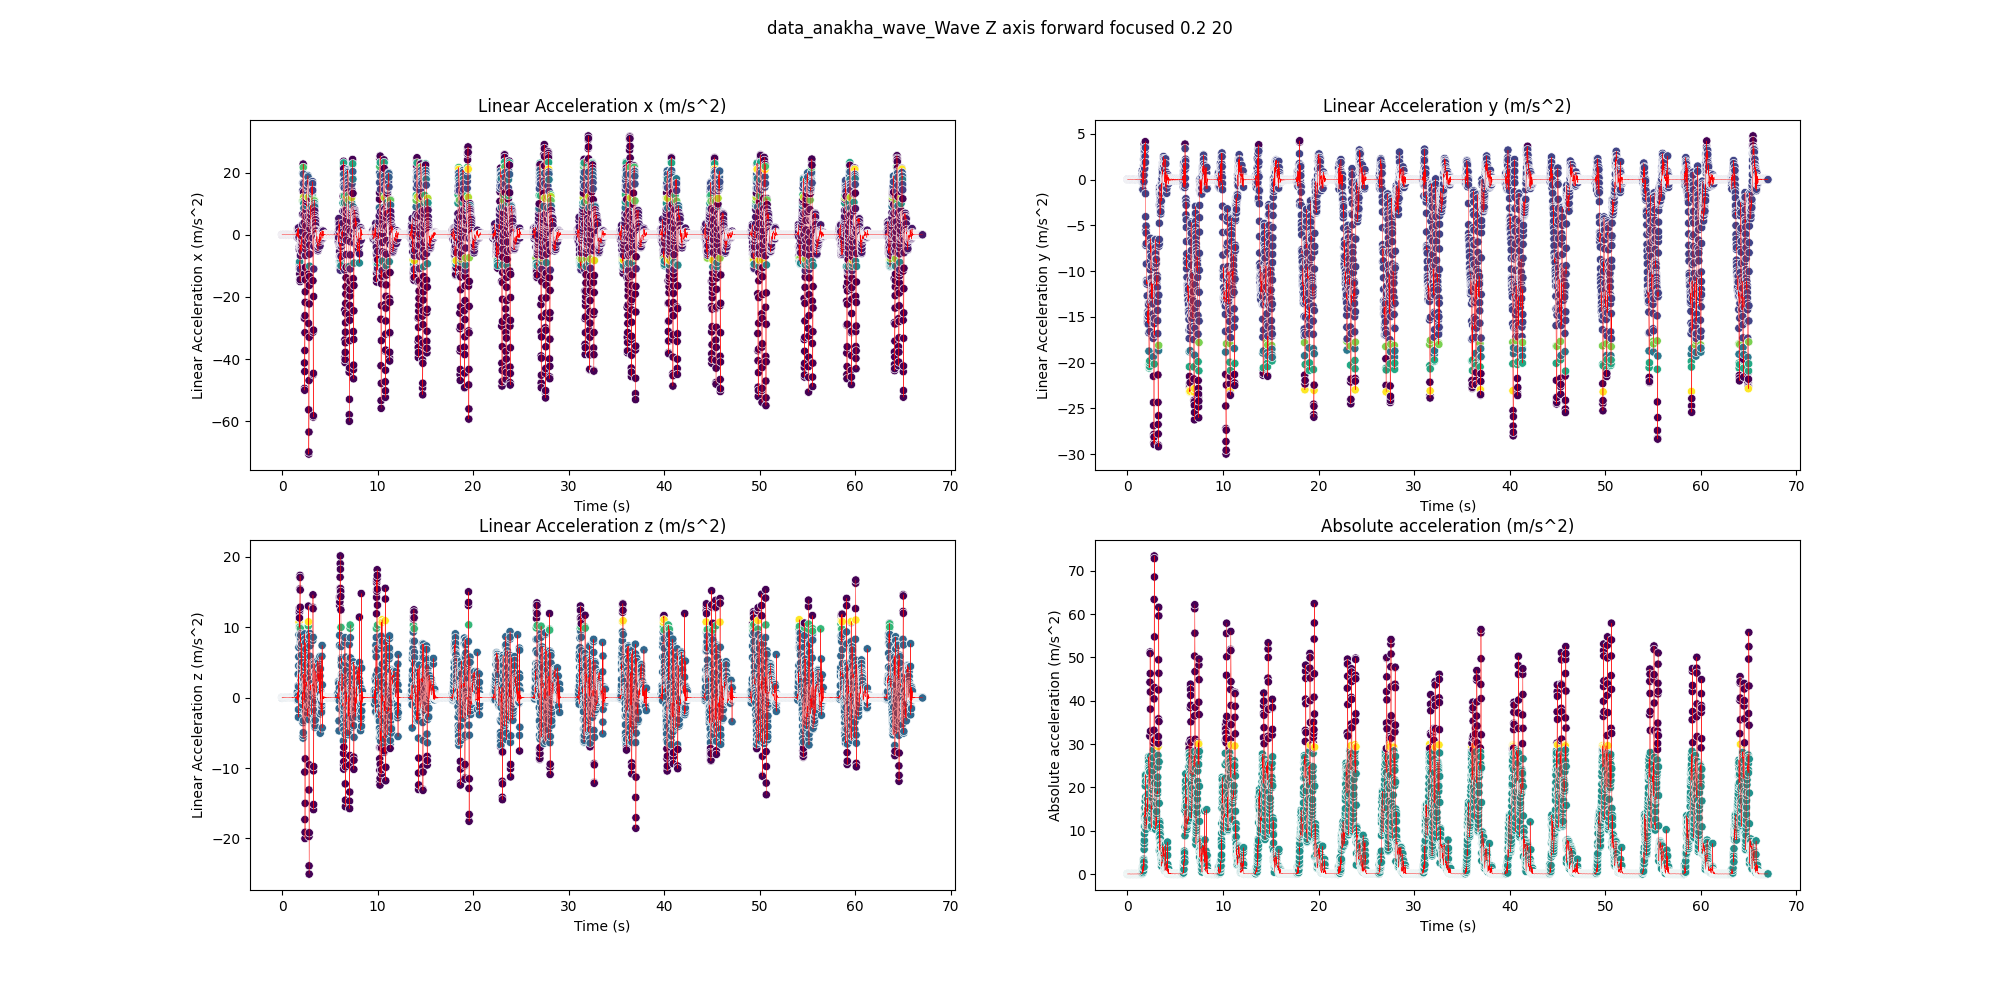 data_anakha_wave_Wave Z axis forward focused 0.2 20
Linear Acceleration x (m/s^2)
Linear Acceleration x (m/s^2)
20
0
−20
−40
−60
0 10 20 30 40 50 60 70
Time (s)
Linear Acceleration y (m/s^2)
Linear Acceleration y (m/s^2)
5
0
−5
−10
−15
−20
−25
−30
0 10 20 30 40 50 60 70
Time (s)
Linear Acceleration z (m/s^2)
Linear Acceleration z (m/s^2)
20
10
0
−10
−20
0 10 20 30 40 50 60 70
Time (s)
Absolute acceleration (m/s^2)
Absolute acceleration (m/s^2)
70
60
50
40
30
20
10
0
0 10 20 30 40 50 60 70
Time (s)